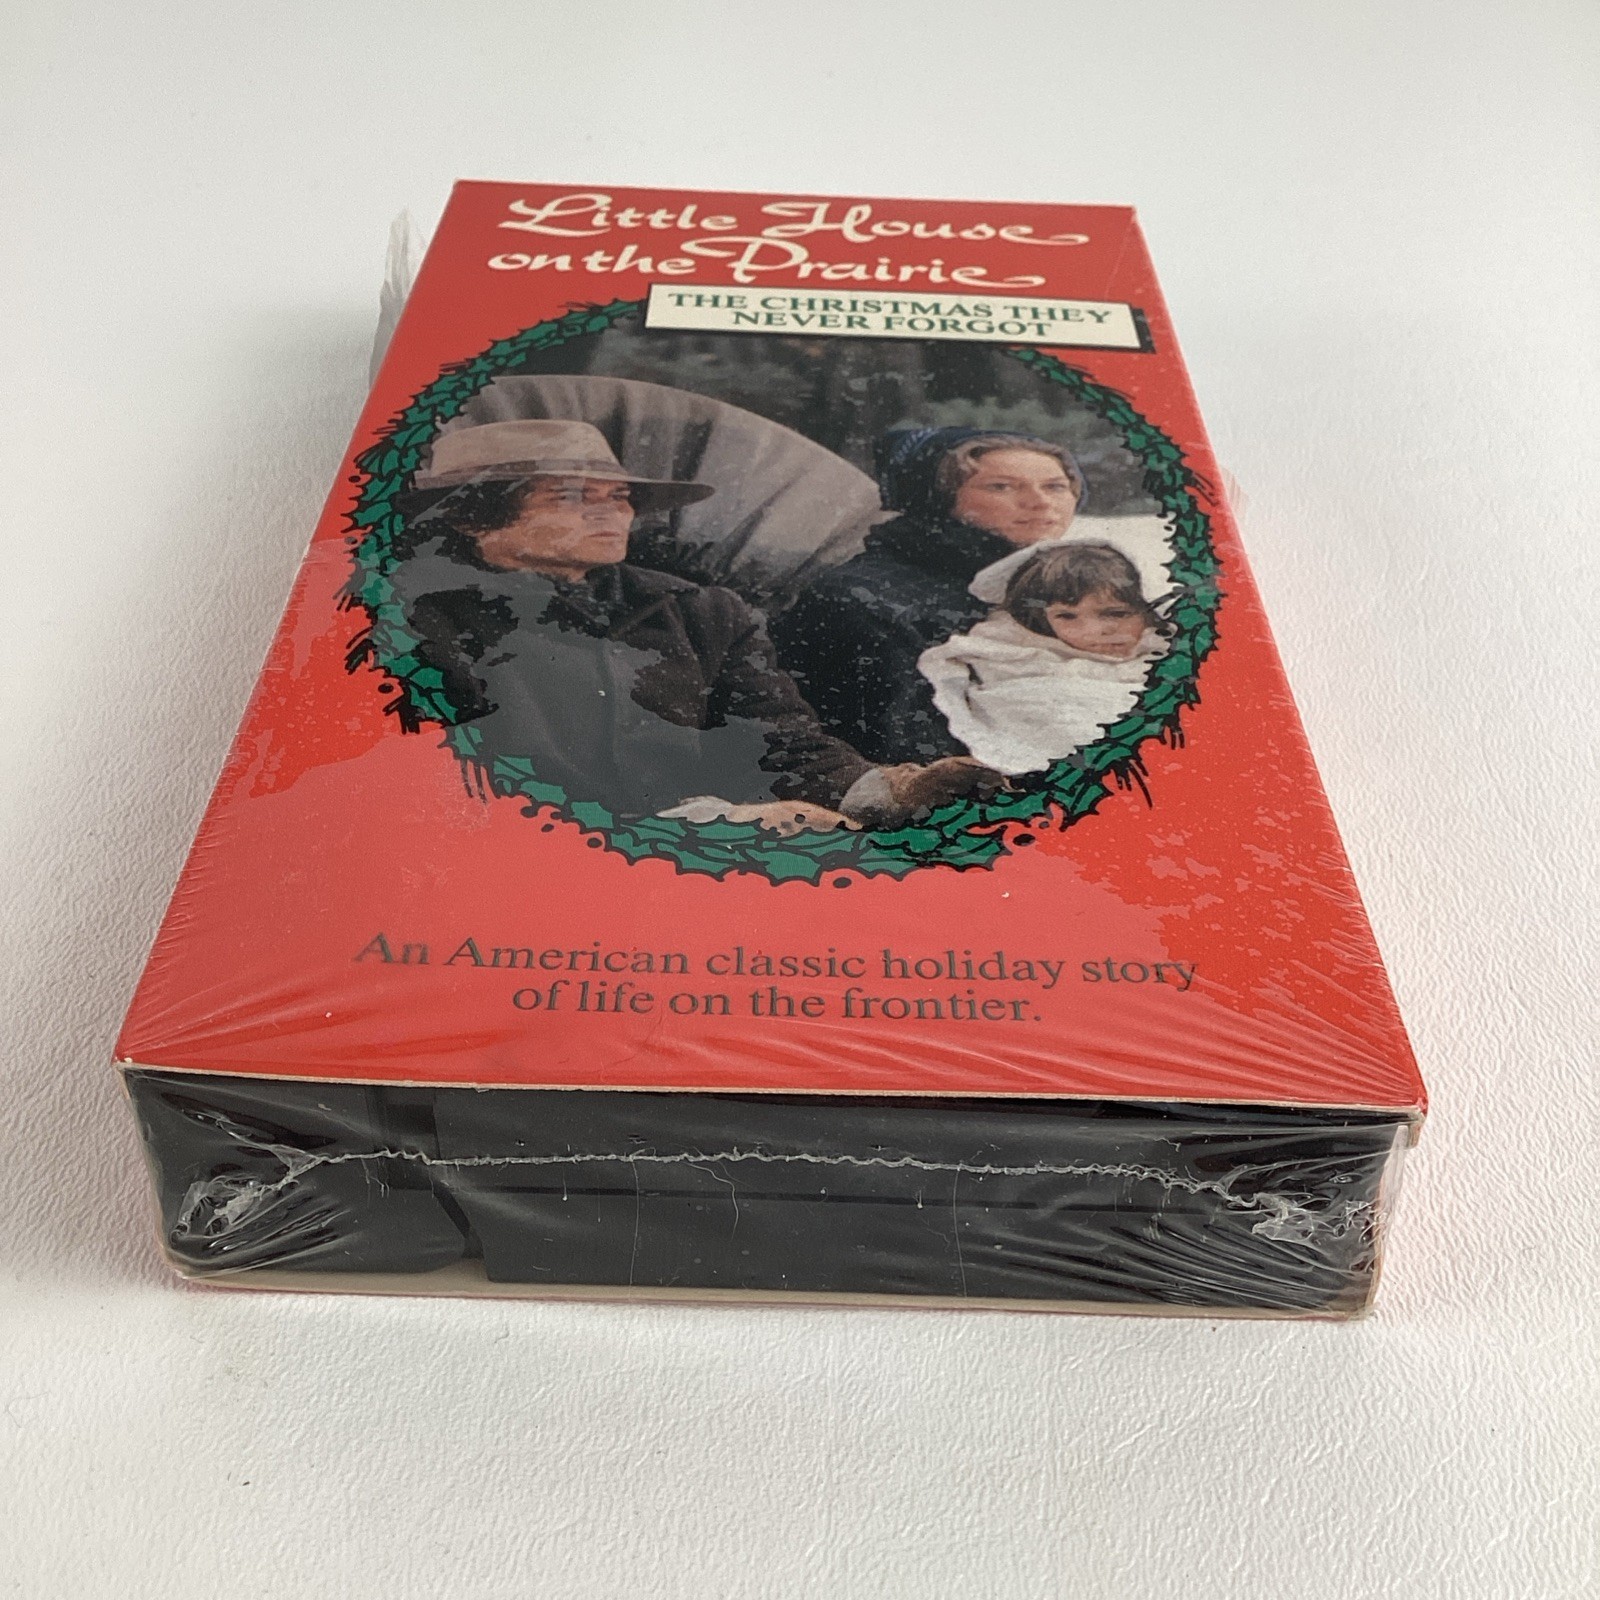 Little House
on the Prairie
THE CHRISTMAS THEY
NEVER FORGOT
An American classic holiday story
of life on the frontier.